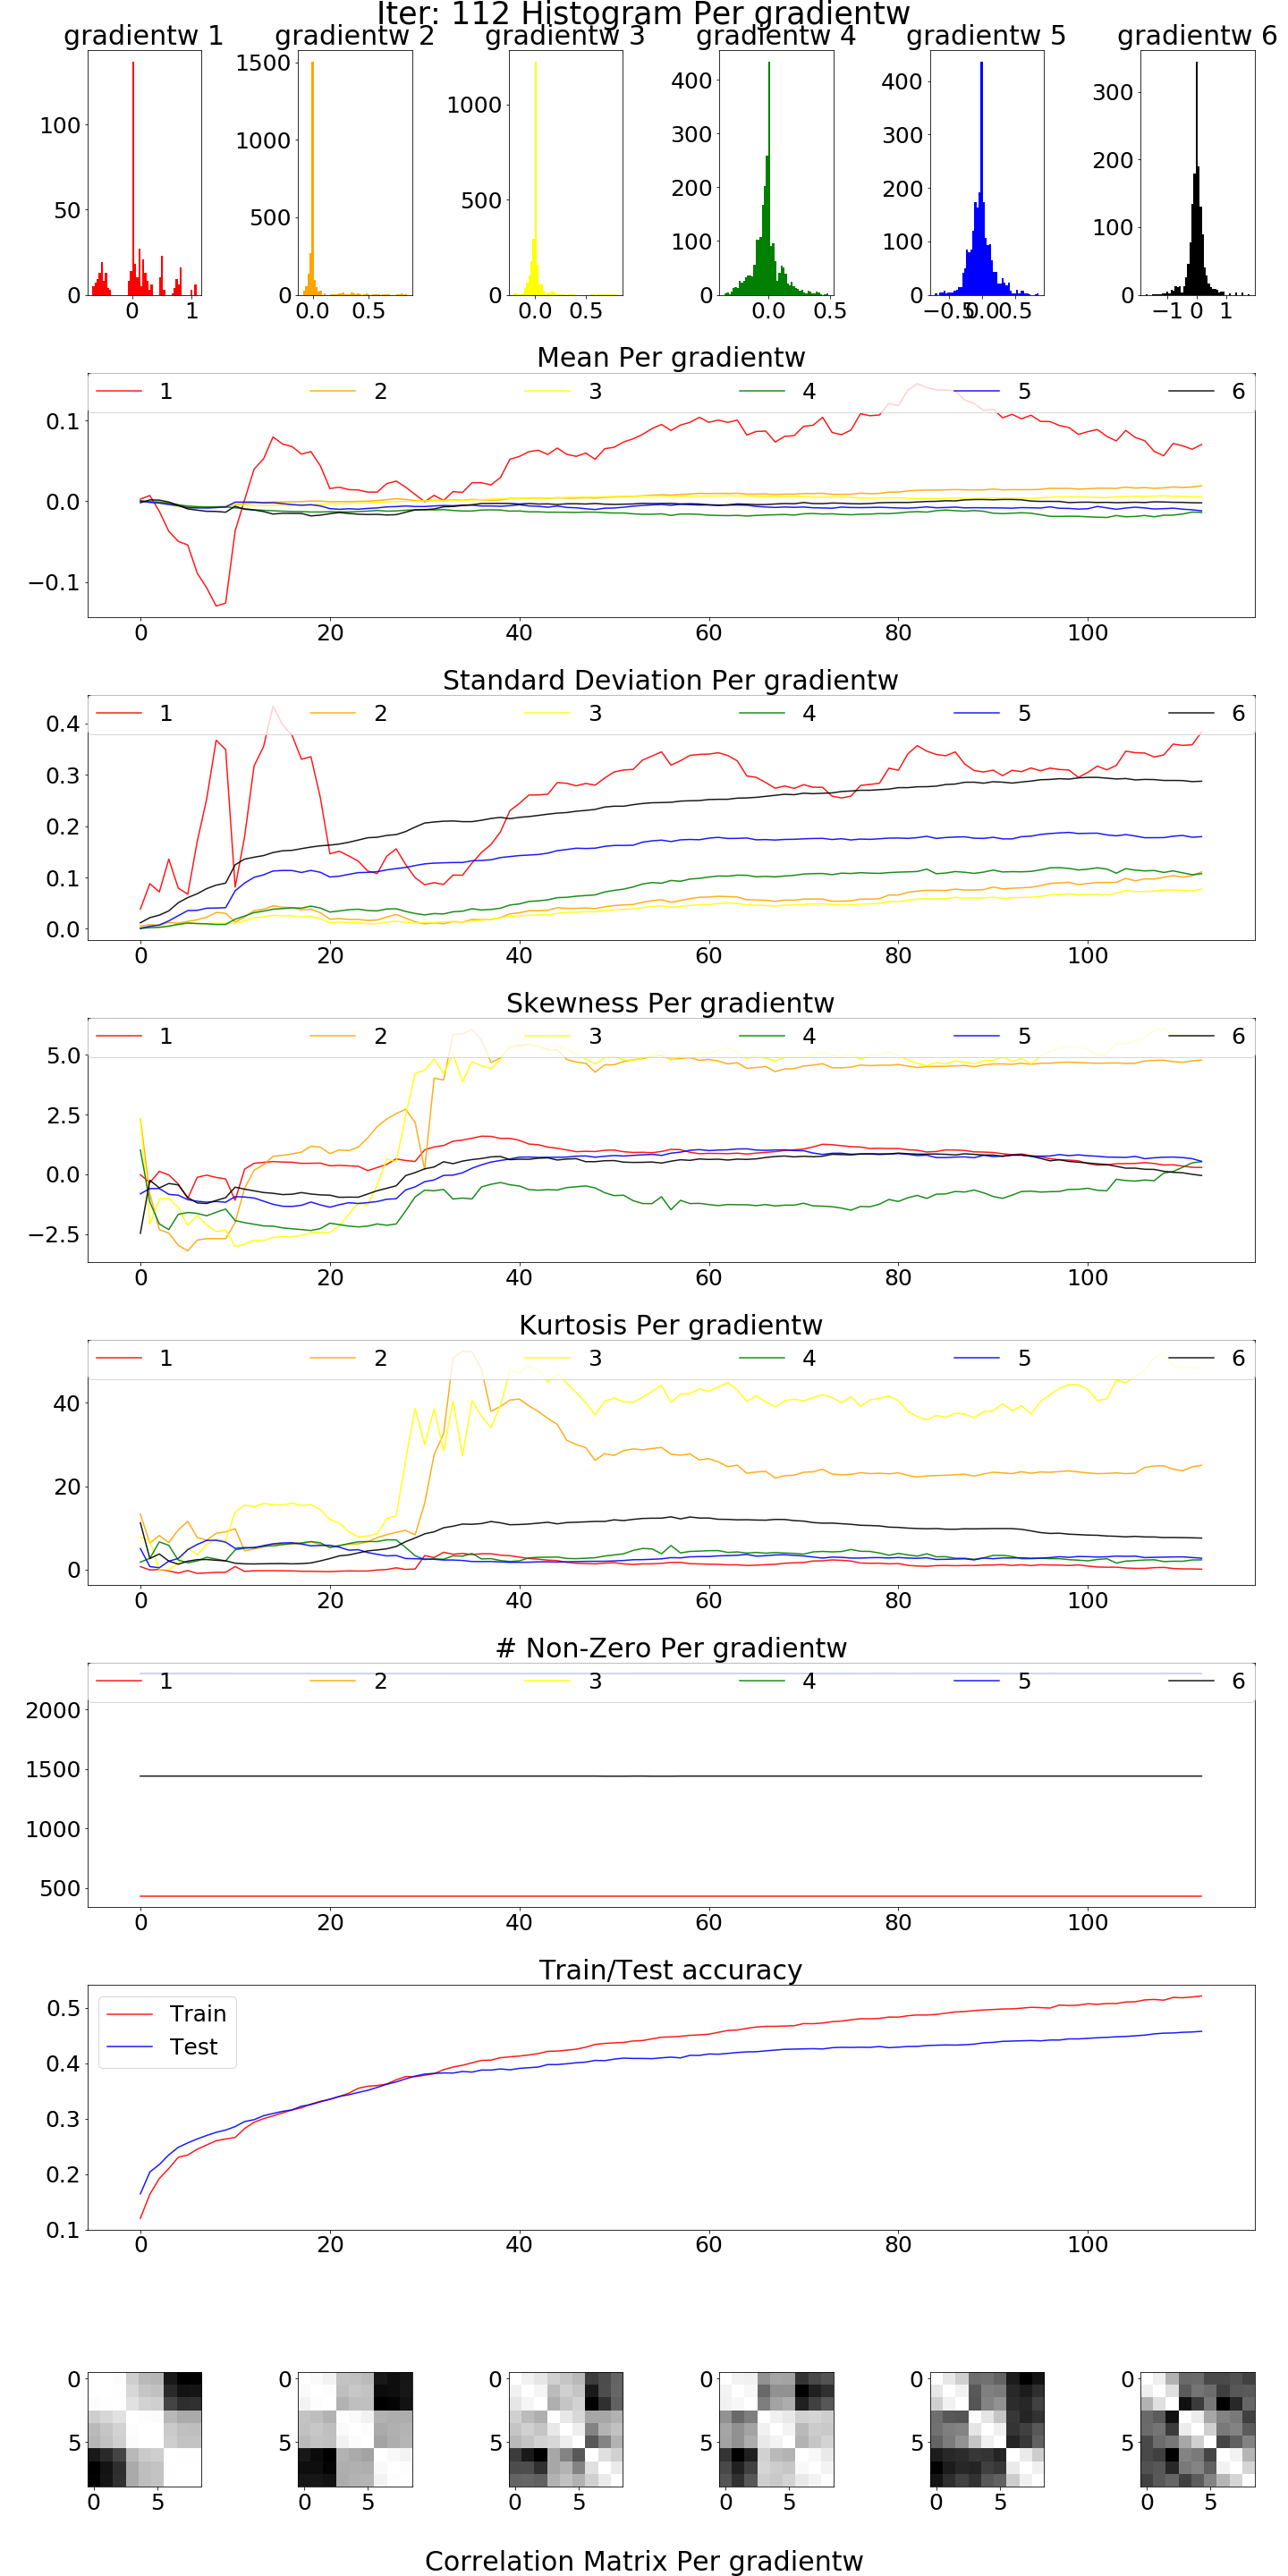 Iter: 112 Histogram Per gradientw
gradientw 1 gradientw 2 gradientw 3 gradientw 4 gradientw 5 gradientw 6
100
50
0
0 1
1500
1000
500
0
0.0 0.5
1000
500
0
0.0 0.5
400
300
200
100
0
0.0 0.5
400
300
200
100
0
−0.5 0.0 0.5
300
200
100
0
−1 0 1
Mean Per gradientw
1 2 3 4 5 6
0.1
0.0
−0.1
0 20 40 60 80 100
Standard Deviation Per gradientw
1 2 3 4 5 6
0.4
0.3
0.2
0.1
0.0
0 20 40 60 80 100
Skewness Per gradientw
1 2 3 4 5 6
5.0
2.5
0.0
−2.5
0 20 40 60 80 100
Kurtosis Per gradientw
1 2 3 4 5 6
40
20
0
0 20 40 60 80 100
# Non-Zero Per gradientw
1 2 3 4 5 6
2000
1500
1000
500
0 20 40 60 80 100
Train/Test accuracy
Train
Test
0.5
0.4
0.3
0.2
0.1
0 20 40 60 80 100
0
5
0 5
0
5
0 5
0
5
0 5
0
5
0 5
0
5
0 5
0
5
0 5
Correlation Matrix Per gradientw